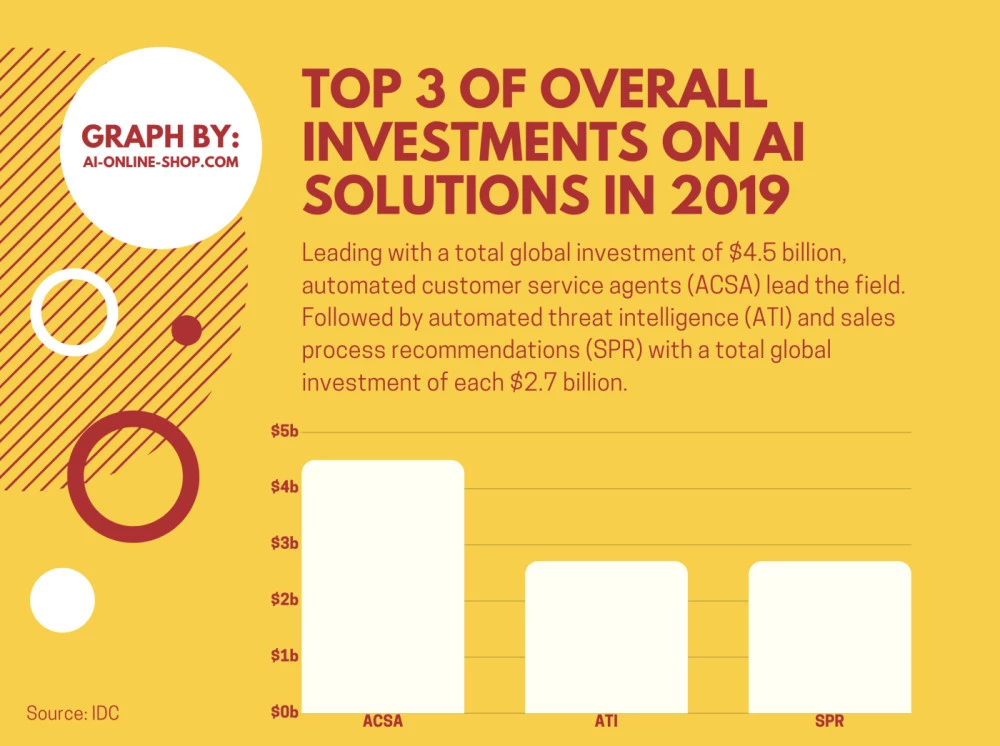 GRAPH BY:
AI-ONLINE-SHOP.COM
TOP 3 OF OVERALL
INVESTMENTS ON AI
SOLUTIONS IN 2019
Leading with a total global investment of $4.5 billion,
automated customer service agents (ACSA) lead the field.
Followed by automated threat intelligence (ATI) and sales
process recommendations (SPR) with a total global
investment of each $2.7 billion.
$5b
$4b
$3b
$2b
$1b
$0b
ACSA
ATI
SPR
Source: IDC